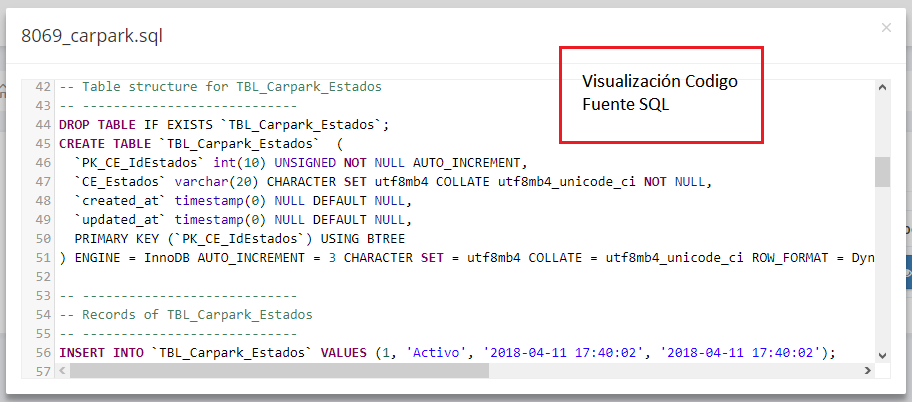 8069_carpark.sql
×
Visualización Codigo
Fuente SQL
42 -- Table structure for TBL_Carpark_Estados
43 -- ----------------------------
44 DROP TABLE IF EXISTS `TBL_Carpark_Estados`;
45 CREATE TABLE `TBL_Carpark_Estados`  (
46   `PK_CE_IdEstados` int(10) UNSIGNED NOT NULL AUTO_INCREMENT,
47   `CE_Estados` varchar(20) CHARACTER SET utf8mb4 COLLATE utf8mb4_unicode_ci NOT NULL,
48   `created_at` timestamp(0) NULL DEFAULT NULL,
49   `updated_at` timestamp(0) NULL DEFAULT NULL,
50   PRIMARY KEY (`PK_CE_IdEstados`) USING BTREE
51 ) ENGINE = InnoDB AUTO_INCREMENT = 3 CHARACTER SET = utf8mb4 COLLATE = utf8mb4_unicode_ci ROW_FORMAT = Dyn
52
53 -- ----------------------------
54 -- Records of TBL_Carpark_Estados
55 -- ----------------------------
56 INSERT INTO `TBL_Carpark_Estados` VALUES (1, 'Activo', '2018-04-11 17:40:02', '2018-04-11 17:40:02');
57